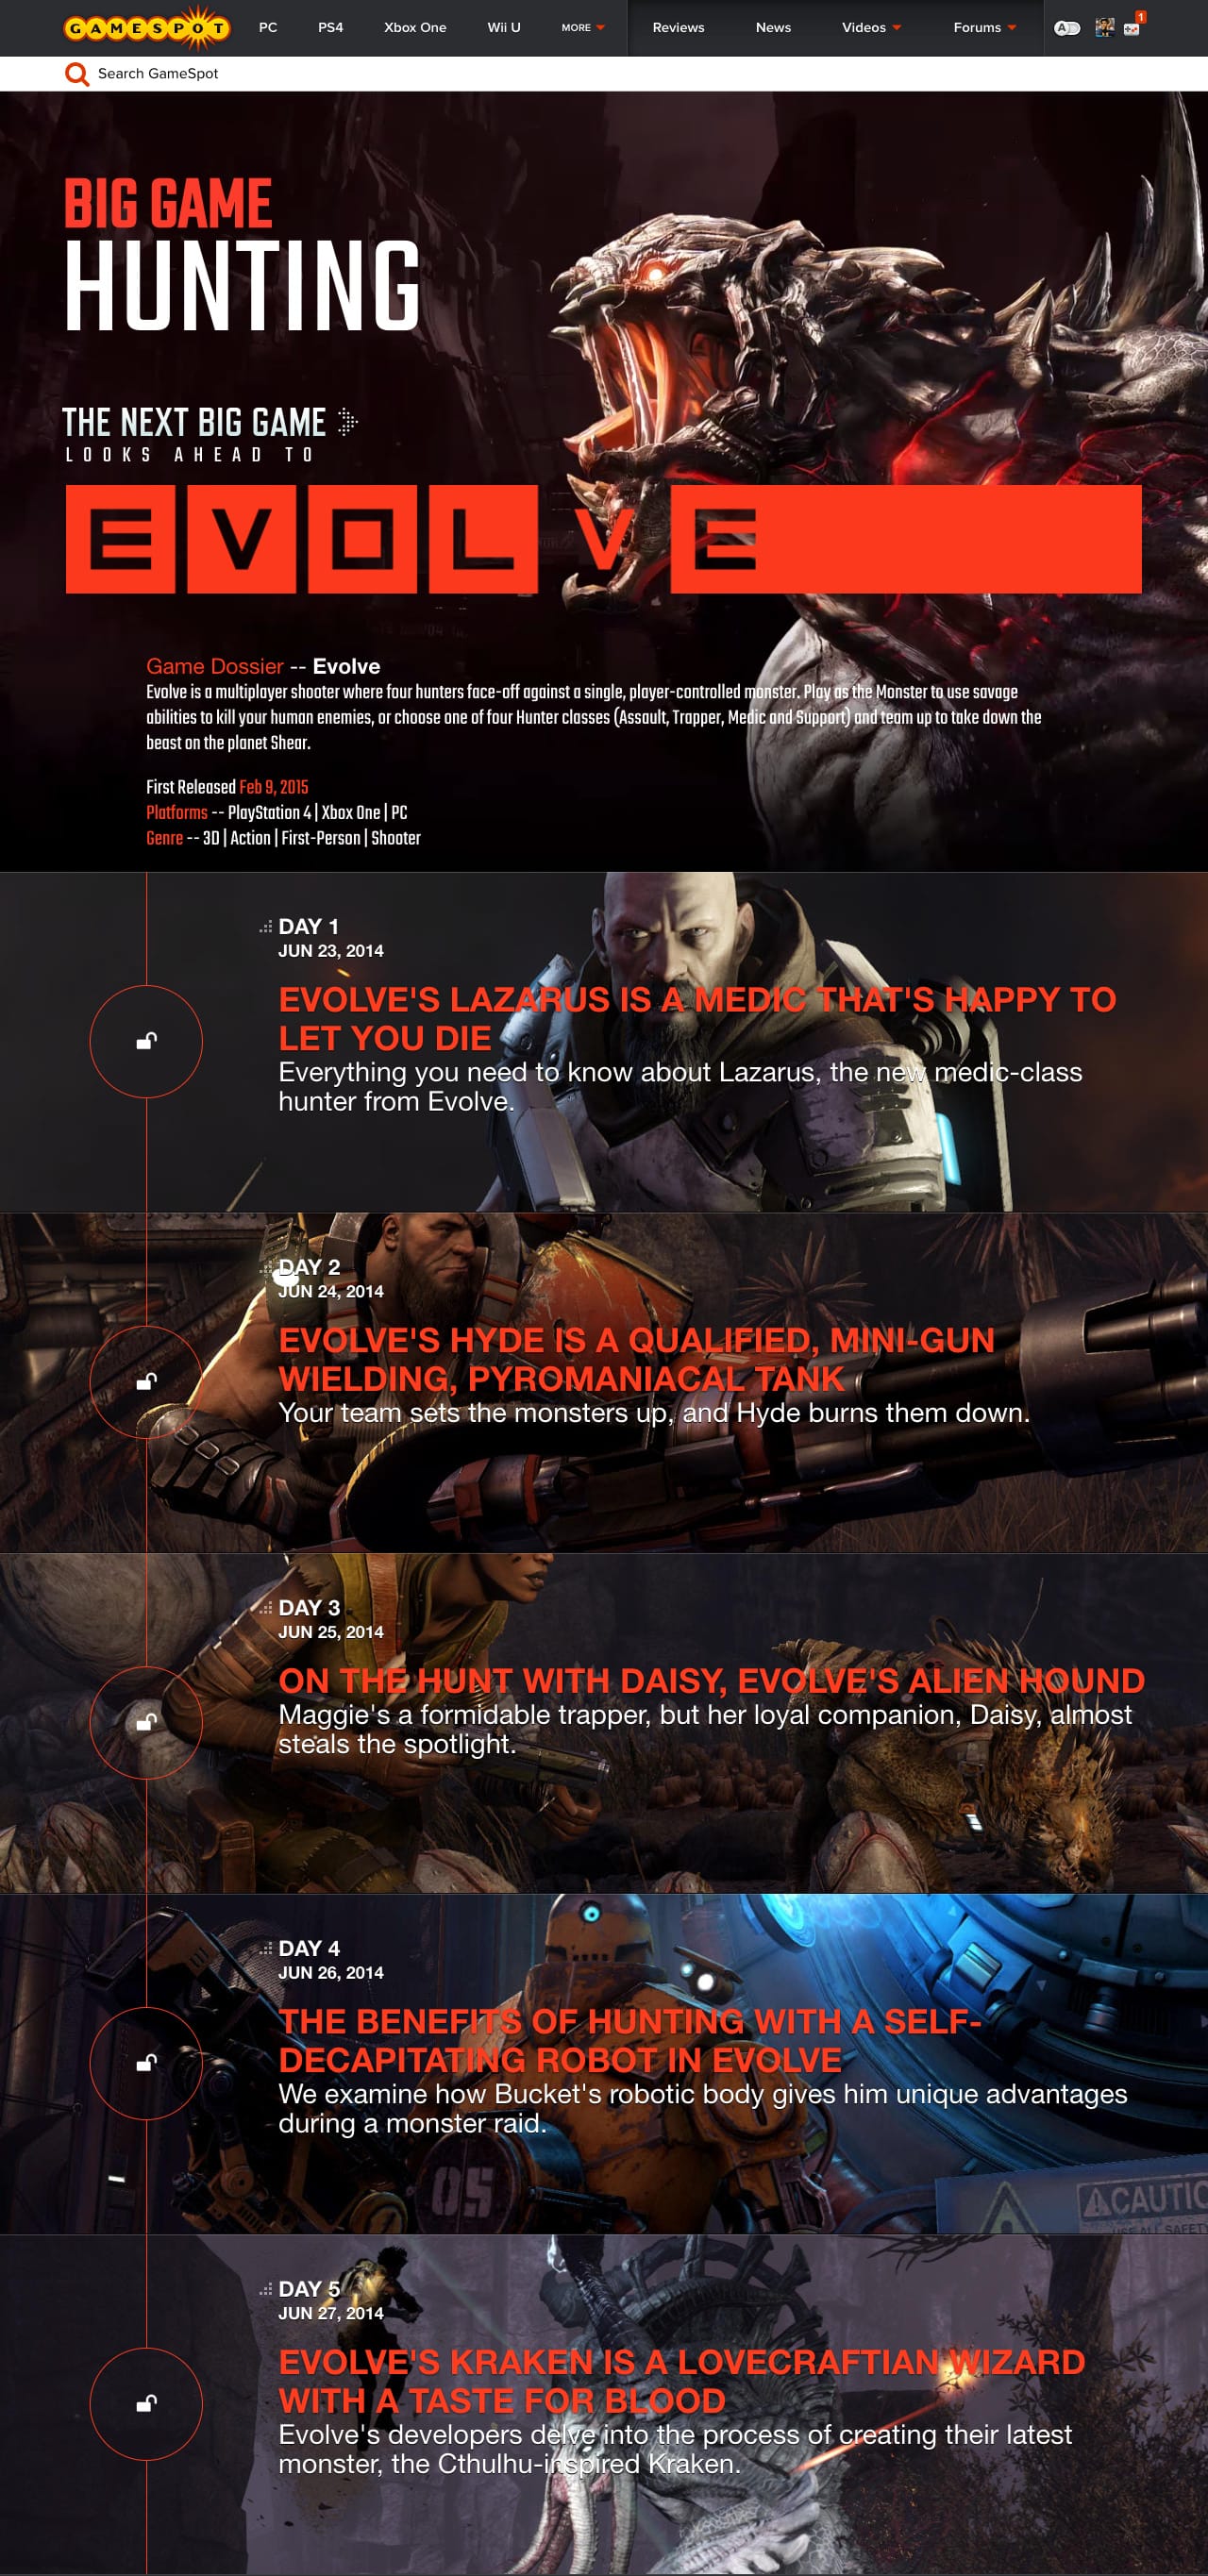 GAMESPOT
PC PS4 Xbox One Wii U MORE Reviews News Videos Forums A 1
Search GameSpot
BIG GAME
HUNTING
THE NEXT BIG GAME
LOOKS AHEAD TO
EVOLVE
Game Dossier -- Evolve
Evolve is a multiplayer shooter where four hunters face-off against a single, player-controlled monster. Play as the Monster to use savage
abilities to kill your human enemies, or choose one of four Hunter classes (Assault, Trapper, Medic and Support) and team up to take down the
beast on the planet Shear.
First Released Feb 9, 2015
Platforms -- PlayStation 4 | Xbox One | PC
Genre -- 3D | Action | First-Person | Shooter
DAY 1
JUN 23, 2014
EVOLVE'S LAZARUS IS A MEDIC THAT'S HAPPY TO
LET YOU DIE
Everything you need to know about Lazarus, the new medic-class
hunter from Evolve.
DAY 2
JUN 24, 2014
EVOLVE'S HYDE IS A QUALIFIED, MINI-GUN
WIELDING, PYROMANIACAL TANK
Your team sets the monsters up, and Hyde burns them down.
DAY 3
JUN 25, 2014
ON THE HUNT WITH DAISY, EVOLVE'S ALIEN HOUND
Maggie's a formidable trapper, but her loyal companion, Daisy, almost
steals the spotlight.
DAY 4
JUN 26, 2014
THE BENEFITS OF HUNTING WITH A SELF-
DECAPITATING ROBOT IN EVOLVE
We examine how Bucket's robotic body gives him unique advantages
during a monster raid.
05
CAUTIC
USE ALL SAFETY
DAY 5
JUN 27, 2014
EVOLVE'S KRAKEN IS A LOVECRAFTIAN WIZARD
WITH A TASTE FOR BLOOD
Evolve's developers delve into the process of creating their latest
monster, the Cthulhu-inspired Kraken.